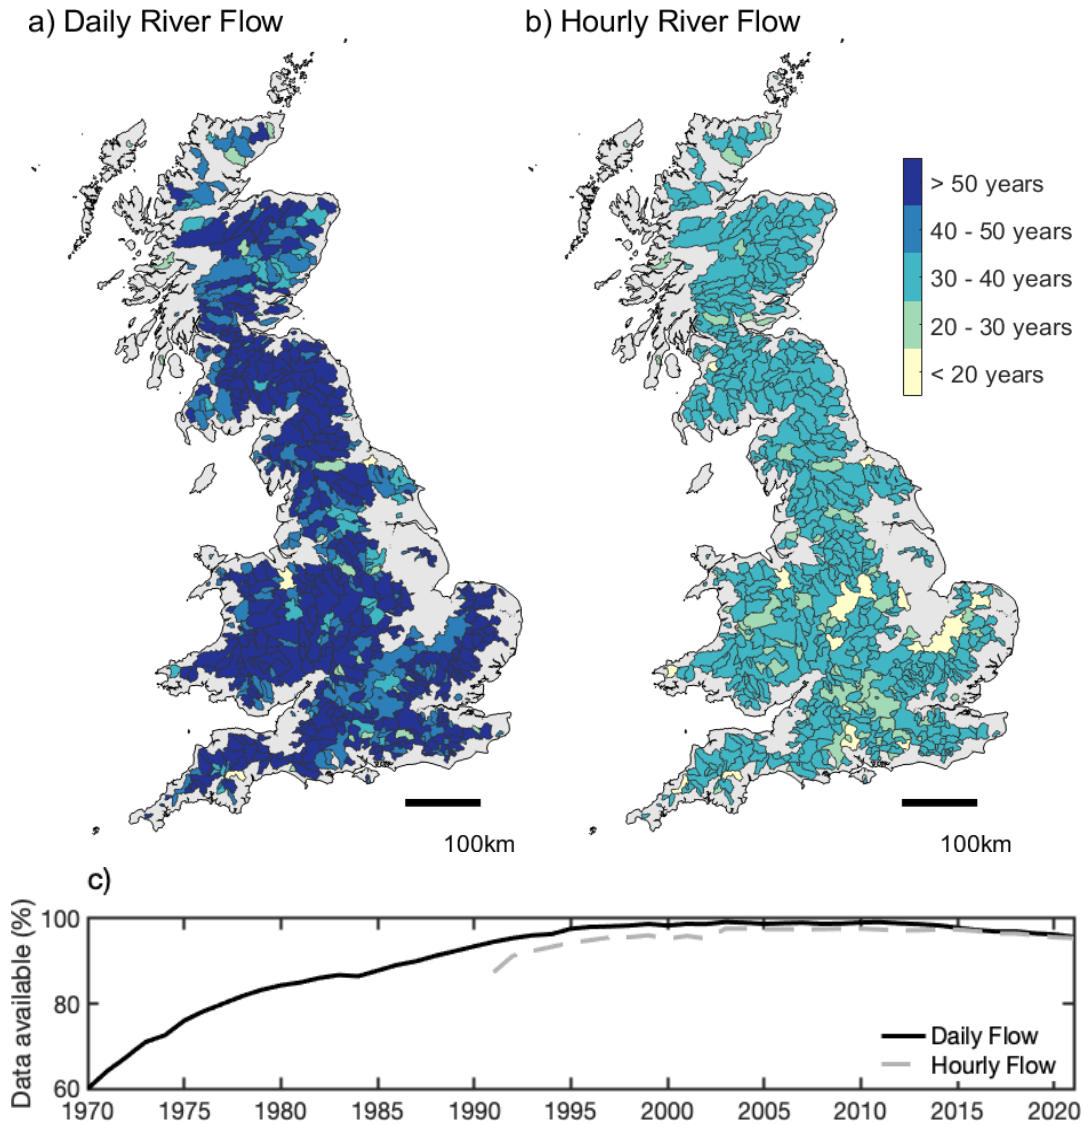 a) Daily River Flow
b) Hourly River Flow
> 50 years
40 - 50 years
30 - 40 years
20 - 30 years
< 20 years
100km
100km
c)
Data available (%)
100
80
60
Daily Flow
Hourly Flow
1970 1975 1980 1985 1990 1995 2000 2005 2010 2015 2020